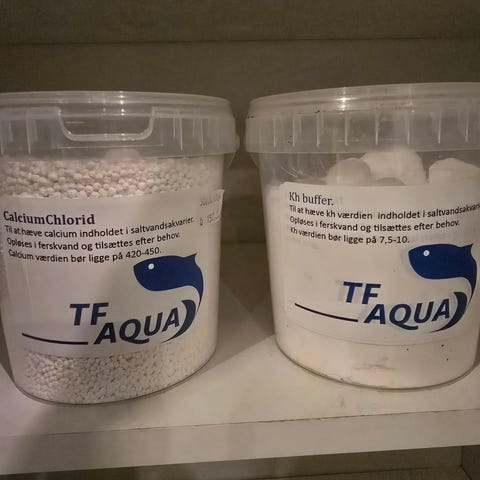 CalciumChlorid
Til at hæve calcium indholdet i saltvandsakvarier.
Opløses i ferskvand og tilsættes efter behov.
Calcium værdien bør ligge på 420-450.
TF
AQUA
Kh buffer.
Til at hæve kh værdien indholdet i saltvandsakvarie
Opløses i ferskvand og tilsættes efter behov.
Kh værdien bør ligge på 7,5-10.
TF
AQUA